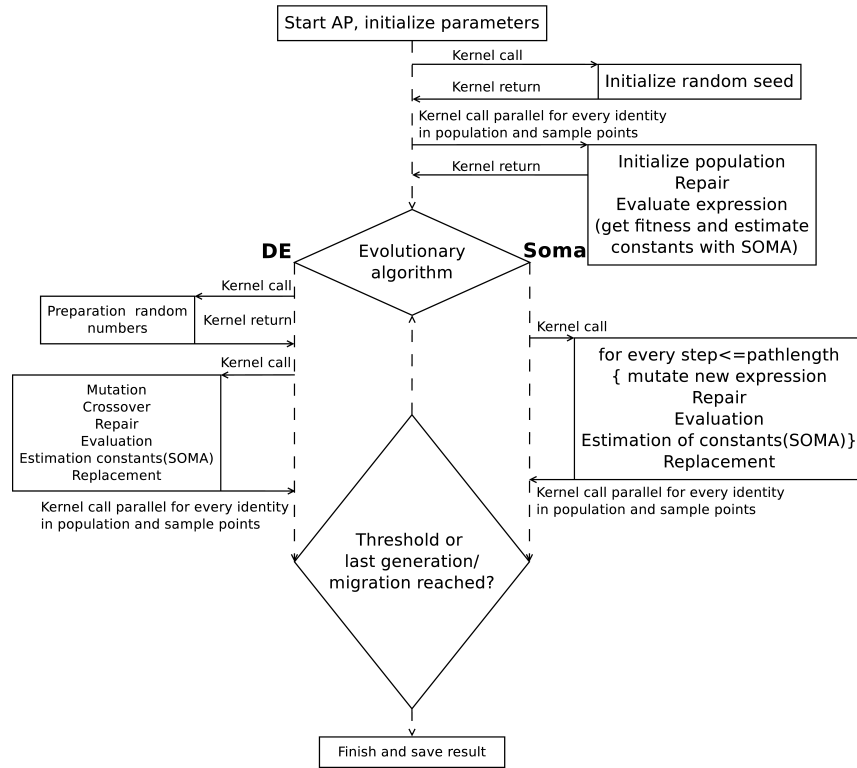 Start AP, initialize parameters
Kernel call
Initialize random seed
Kernel return
Kernel call parallel for every identity
in population and sample points
Kernel return
Initialize population
Repair
Evaluate expression
(get fitness and estimate
constants with SOMA)
DE
Evolutionary
algorithm
Soma
Kernel call
Preparation random
numbers
Kernel return
Kernel call
Mutation
Crossover
Repair
Evaluation
Estimation constants(SOMA)
Replacement
Kernel call parallel for every identity
in population and sample points
Kernel call
for every step<=pathlength
{ mutate new expression
Repair
Evaluation
Estimation of constants(SOMA)}
Replacement
Kernel call parallel for every identity
in population and sample points
Threshold or
last generation/
migration reached?
Finish and save result